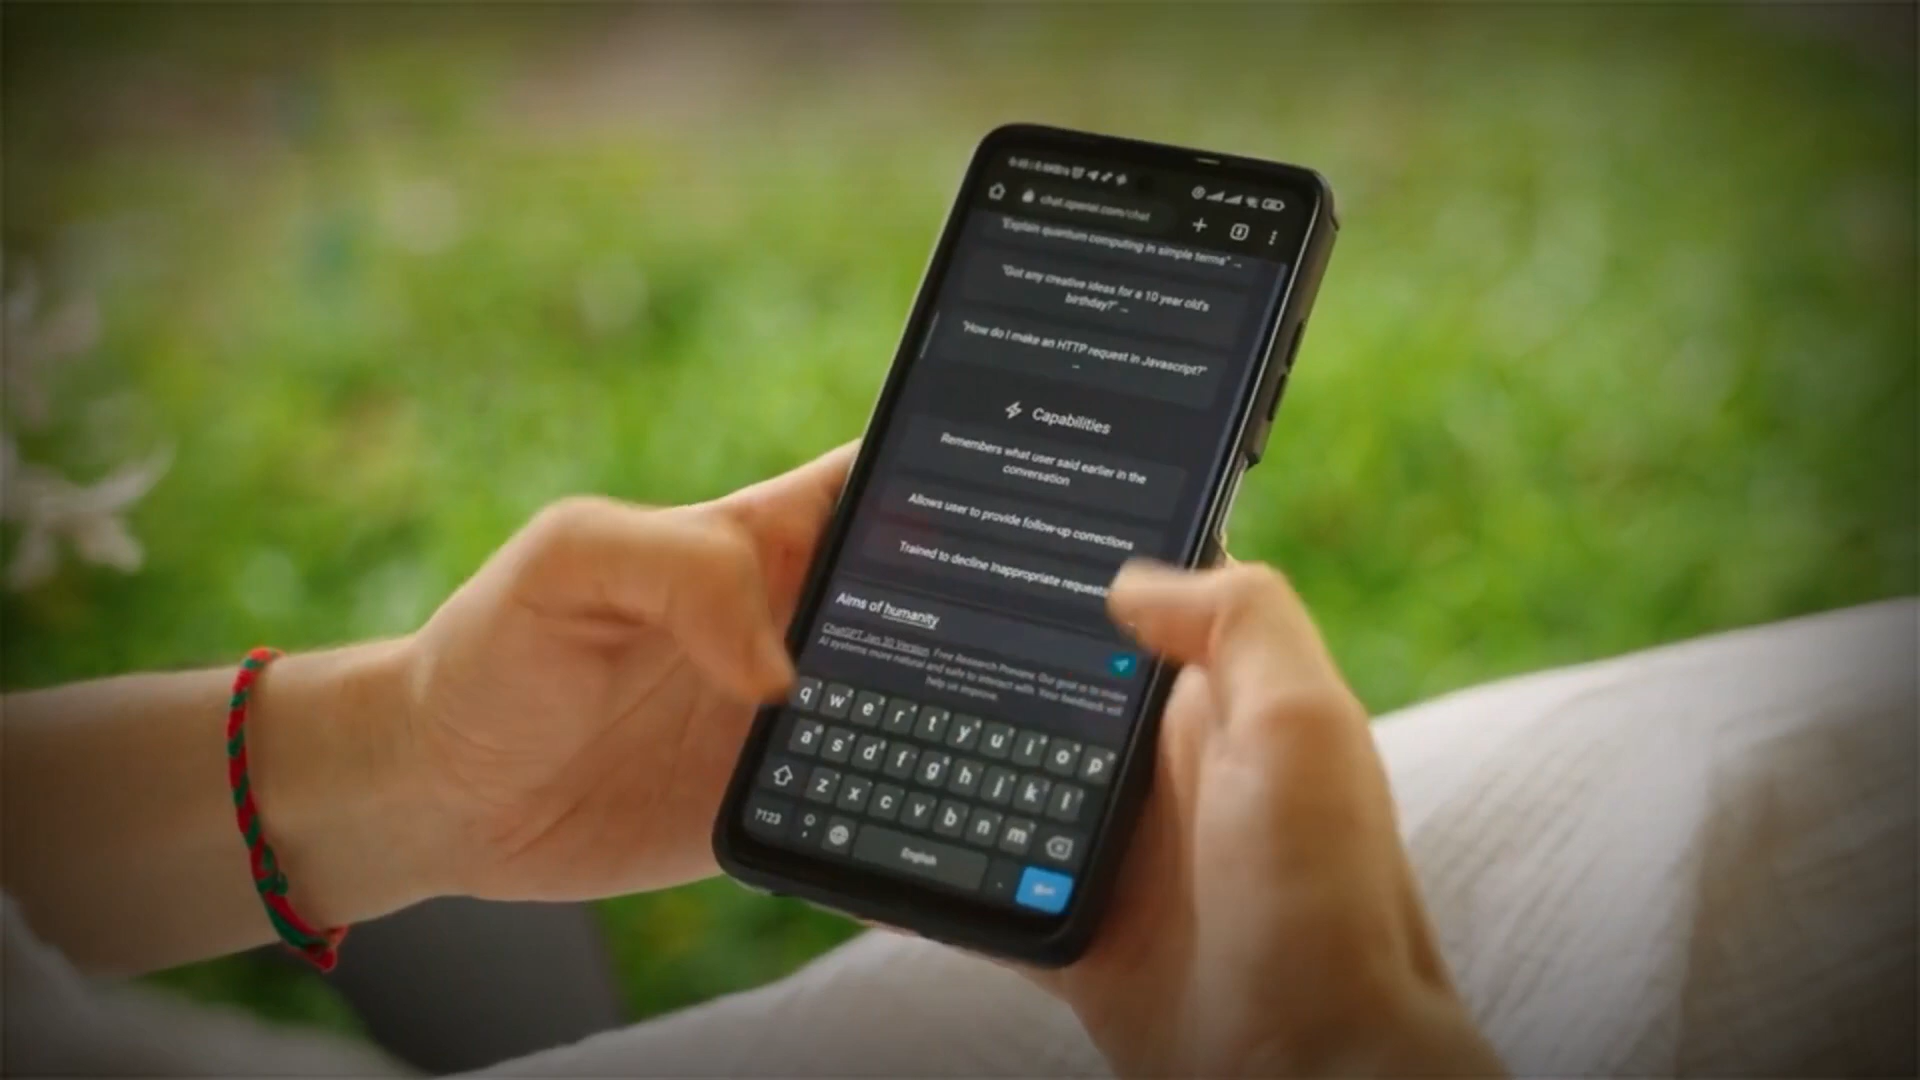 chat.openai.com/chat
"Explain quantum computing in simple terms" →
"Got any creative ideas for a 10 year old's
birthday?" →
"How do I make an HTTP request in Javascript?"
→
Capabilities
Remembers what user said earlier in the
conversation
Allows user to provide follow-up corrections
Trained to decline inappropriate requests
Aims of humanity
ChatGPT Jan 30 Version. Free Research Preview. Our goal is to make
AI systems more natural and safe to interact with. Your feedback will
help us improve.
q w e r t y u i o p
a s d f g h j k l
z x c v b n m
?123 English .